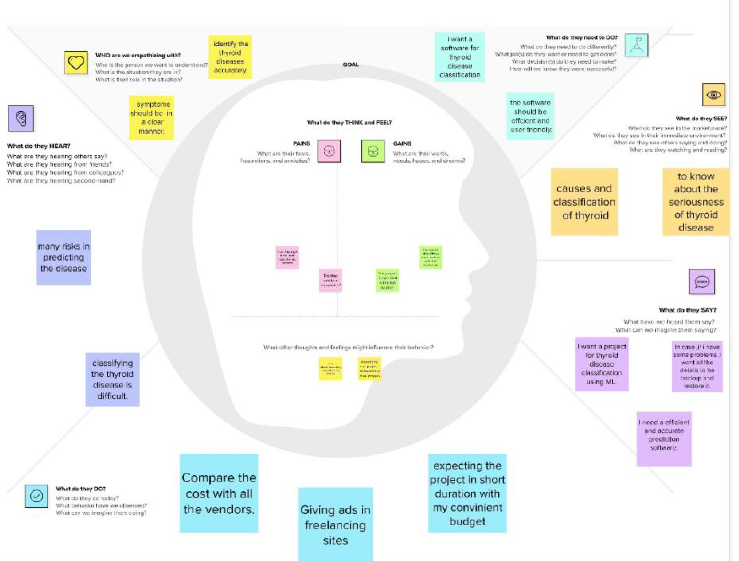 WHO are we empathizing with?
Who is the person we want to understand?
What is the situation they are in?
What is their role in the situation?
identify the
thyroid
diseases
accurately
symptoms
should be in
a clear
manner.
GOAL
I want a
software for
thyroid
disease
classification
the software
should be
efficient and
user friendly.
What do they need to DO?
What do they need to do differently?
What job(s) do they want or need to get done?
What decision(s) do they need to make?
How will we know they were successful?
What do they SEE?
What do they see in the marketplace?
What do they see in their immediate environment?
What do they see others saying and doing?
What are they watching and reading?
causes and
classification
of thyroid
to know
about the
seriousness
of thyroid
disease
What do they HEAR?
What are they hearing others say?
What are they hearing from friends?
What are they hearing from colleagues?
What are they hearing second-hand?
many risks in
predicting
the disease
classifying
the thyroid
disease is
difficult.
What do they THINK and FEEL?
PAINS
What are their fears,
frustrations, and anxieties?
GAINS
What are their wants,
needs, hopes, and dreams?
What other thoughts and feelings might influence their behavior?
What do they SAY?
What have we heard them say?
What can we imagine them saying?
I want a project
for thyroid
disease
classification
using ML.
In case ,if i have
some problems ,i
want all the
details to be
backup and
restore it.
I need a efficient
and accurate
prediction
software.
What do they DO?
What do they do today?
What behavior have we observed?
What can we imagine them doing?
Compare the
cost with all
the vendors.
Giving ads in
freelancing
sites
expecting the
project in short
duration with
my convinient
budget